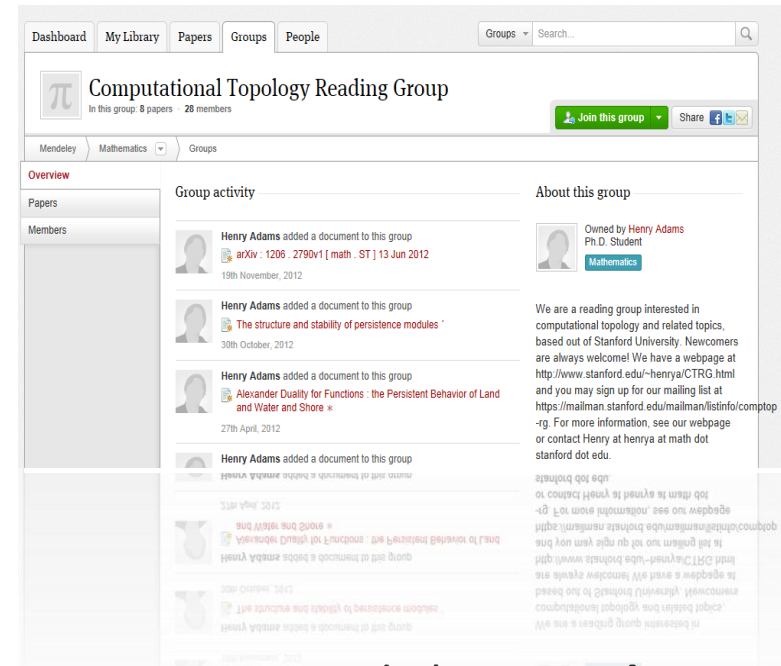 Dashboard My Library Papers Groups People Groups Search...
π
Computational Topology Reading Group
In this group: 8 papers · 28 members
Join this group Share
Mendeley Mathematics Groups
Overview
Papers
Members
Group activity
Henry Adams added a document to this group
arXiv : 1206 . 2790v1 [ math . ST ] 13 Jun 2012
19th November, 2012
Henry Adams added a document to this group
The structure and stability of persistence modules ˇ
30th October, 2012
Henry Adams added a document to this group
Alexander Duality for Functions : the Persistent Behavior of Land
and Water and Shore ∗
27th April, 2012
Henry Adams added a document to this group
About this group
Owned by Henry Adams
Ph.D. Student
Mathematics
We are a reading group interested in
computational topology and related topics,
based out of Stanford University. Newcomers
are always welcome! We have a webpage at
http://www.stanford.edu/~henrya/CTRG.html
and you may sign up for our mailing list at
https://mailman.stanford.edu/mailman/listinfo/comptop
-rg. For more information, see our webpage
or contact Henry at henrya at math dot
stanford dot edu.